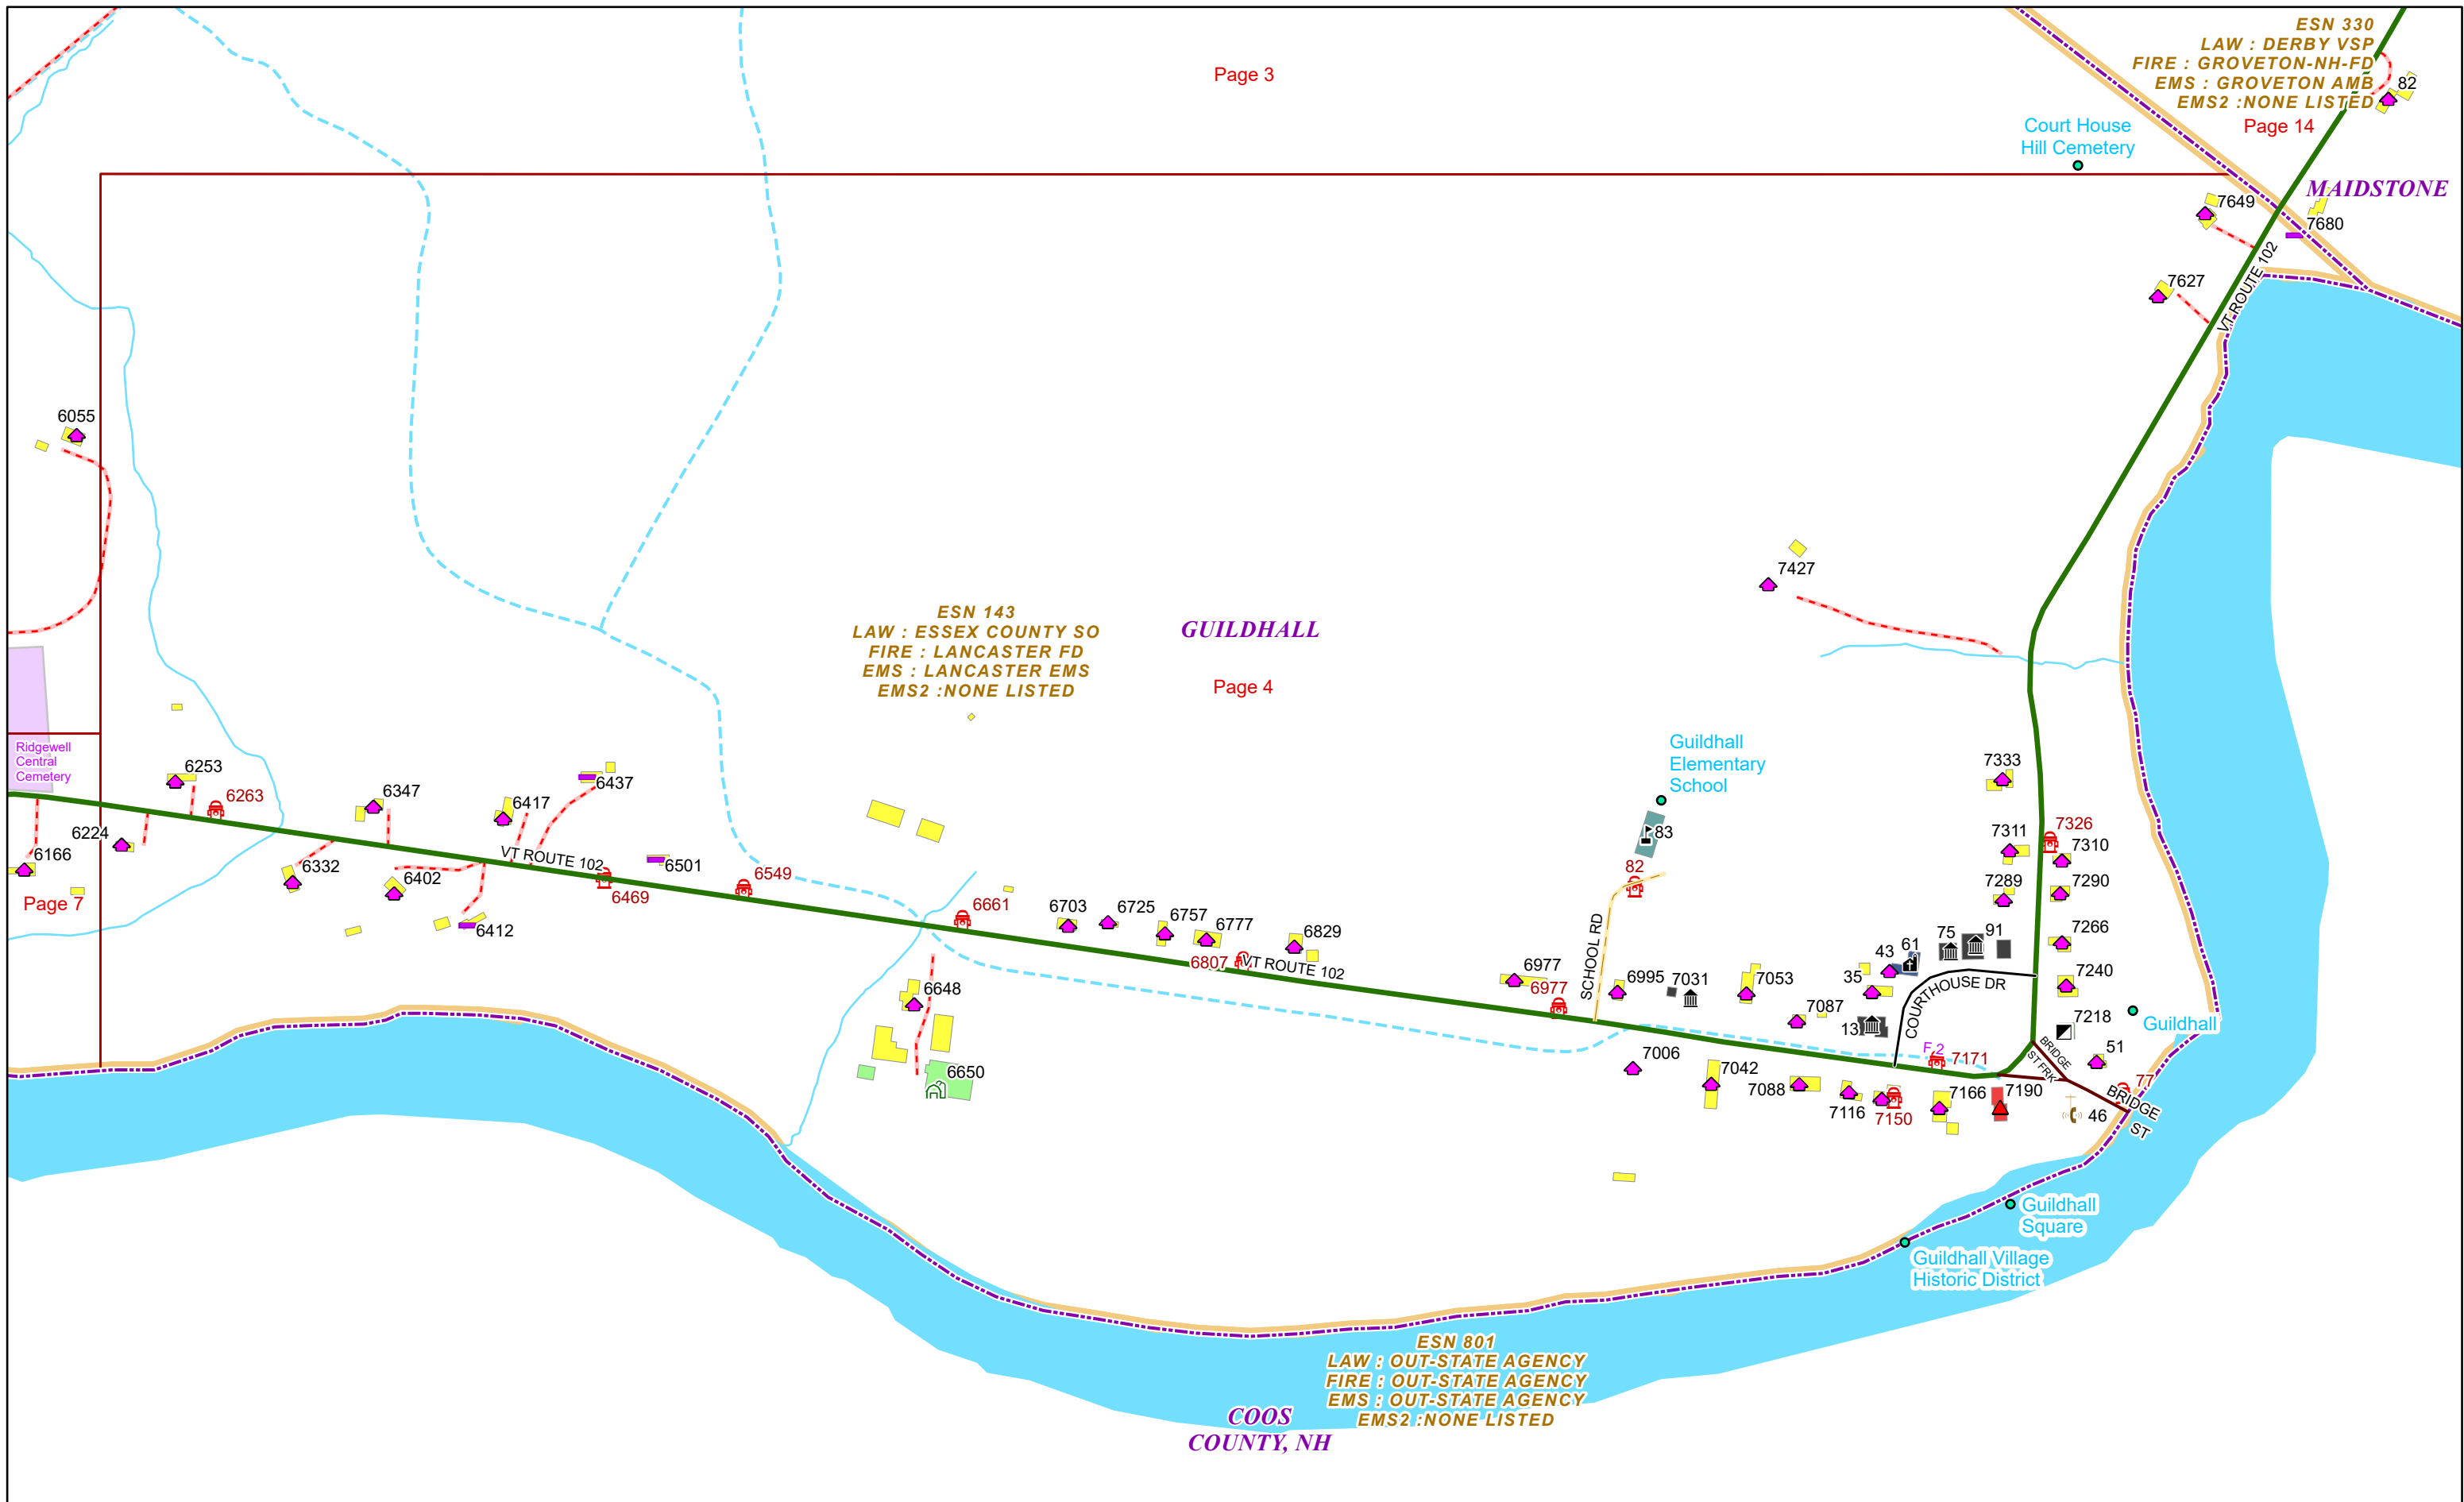 ESN 330
LAW : DERBY VSP
FIRE : GROVETON-NH-FD
EMS : GROVETON AMB
EMS2 :NONE LISTED
Page 14
82
Page 3
Court House
Hill Cemetery
MAIDSTONE
7649
7680
VT ROUTE 102
7627
6055
7427
ESN 143
LAW : ESSEX COUNTY SO
FIRE : LANCASTER FD
EMS : LANCASTER EMS
EMS2 :NONE LISTED
GUILDHALL
Page 4
Ridgewell
Central
Cemetery
6253
6263
6224
6166
Page 7
6347
6332
6402
6412
6417
6437
VT ROUTE 102
6469
6501
6549
6661
6703
6725
6757
6777
6807
6829
VT ROUTE 102
6648
6650
Guildhall
Elementary
School
83
82
SCHOOL RD
6977
6977
6995
7031
7053
7087
7006
7042
7088
7116
7150
7166
7171
F 2
7190
35
43
61
75
91
13
COURTHOUSE DR
7333
7326
7311
7310
7289
7290
7266
7240
7218
51
Guildhall
BRIDGE
ST FRK
77
BRIDGE
ST
46
Guildhall
Square
Guildhall Village
Historic District
ESN 801
LAW : OUT-STATE AGENCY
FIRE : OUT-STATE AGENCY
EMS : OUT-STATE AGENCY
EMS2 :NONE LISTED
COOS
COUNTY, NH